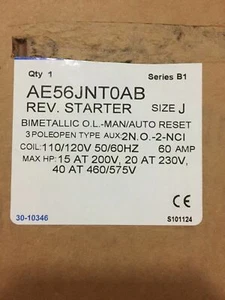 Qty 1 Series B1
AE56JNT0AB
REV. STARTER SIZE J
BIMETALLIC O.L.-MAN/AUTO RESET
3 POLEOPEN TYPE AUX:2N.O.-2-NCI
COIL:110/120V 50/60HZ 60 AMP
MAX HP: 15 AT 200V, 20 AT 230V,
40 AT 460/575V
30-10346 S101124